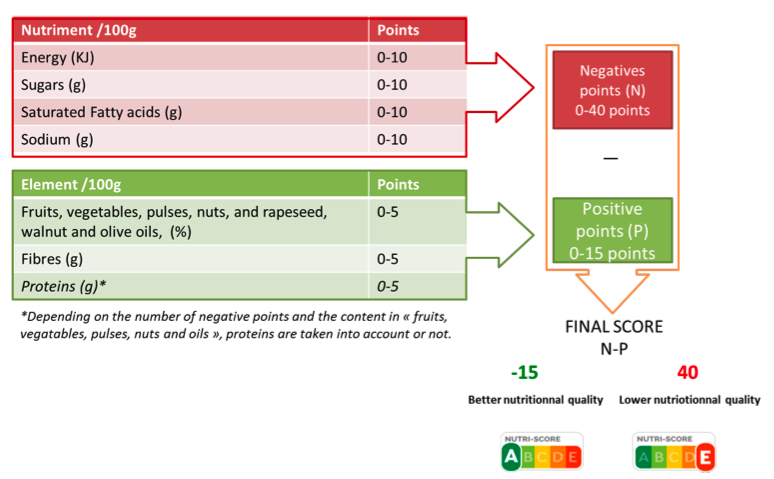 Nutriment /100g Points
Energy (KJ) 0-10
Sugars (g) 0-10
Saturated Fatty acids (g) 0-10
Sodium (g) 0-10
Negatives
points (N)
0-40 points
—
Element /100g Points
Fruits, vegetables, pulses, nuts, and rapeseed, 0-5
walnut and olive oils,  (%)
Fibres (g) 0-5
Proteins (g)* 0-5
Positive
points (P)
0-15 points
*Depending on the number of negative points and the content in « fruits,
vegatables, pulses, nuts and oils », proteins are taken into account or not.
FINAL SCORE
N-P
-15 40
Better nutritionnal quality Lower nutriotionnal quality
NUTRI-SCORE NUTRI-SCORE
A B C D E A B C D E